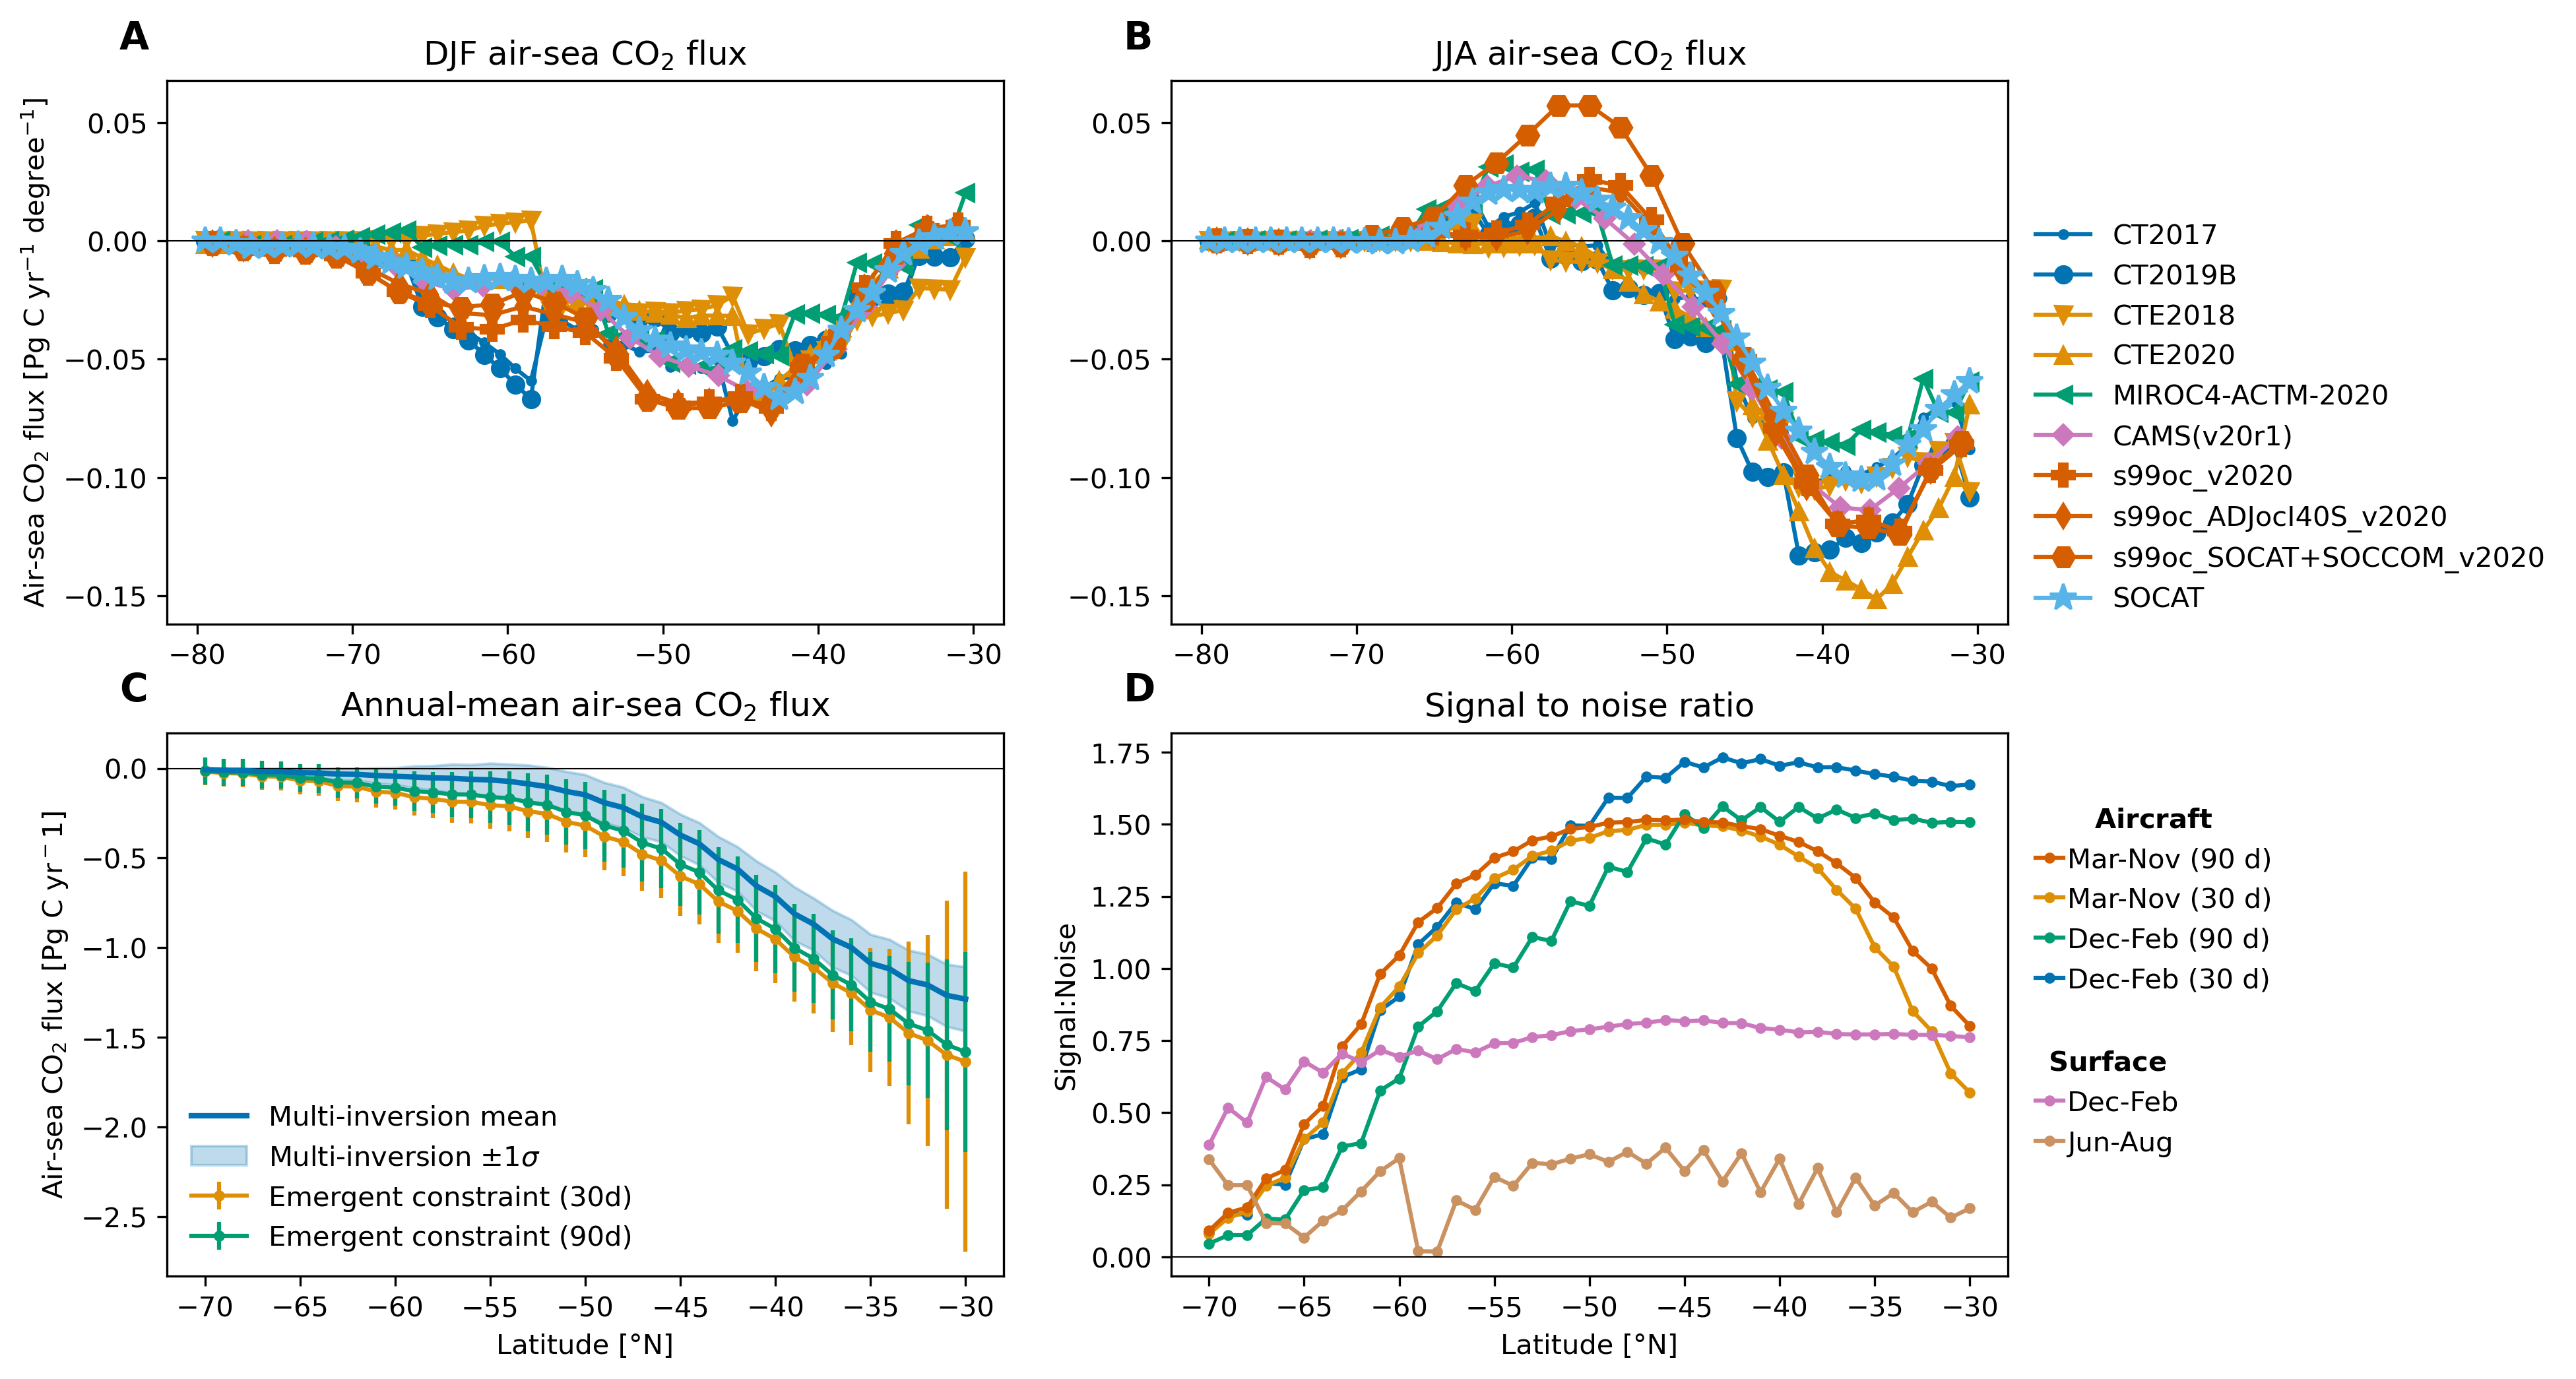 A
DJF air-sea CO₂ flux
Air-sea CO₂ flux [Pg C yr⁻¹ degree⁻¹]
0.05
0.00
−0.05
−0.10
−0.15
−80 −70 −60 −50 −40 −30
B
JJA air-sea CO₂ flux
0.05
0.00
−0.05
−0.10
−0.15
−80 −70 −60 −50 −40 −30
CT2017
CT2019B
CTE2018
CTE2020
MIROC4-ACTM-2020
CAMS(v20r1)
s99oc_v2020
s99oc_ADJocI40S_v2020
s99oc_SOCAT+SOCCOM_v2020
SOCAT
C
Annual-mean air-sea CO₂ flux
Air-sea CO₂ flux [Pg C yr⁻1]
0.0
−0.5
−1.0
−1.5
−2.0
−2.5
Multi-inversion mean
Multi-inversion ±1σ
Emergent constraint (30d)
Emergent constraint (90d)
−70 −65 −60 −55 −50 −45 −40 −35 −30
Latitude [°N]
D
Signal to noise ratio
Signal:Noise
1.75
1.50
1.25
1.00
0.75
0.50
0.25
0.00
−70 −65 −60 −55 −50 −45 −40 −35 −30
Latitude [°N]
Aircraft
Mar-Nov (90 d)
Mar-Nov (30 d)
Dec-Feb (90 d)
Dec-Feb (30 d)
Surface
Dec-Feb
Jun-Aug